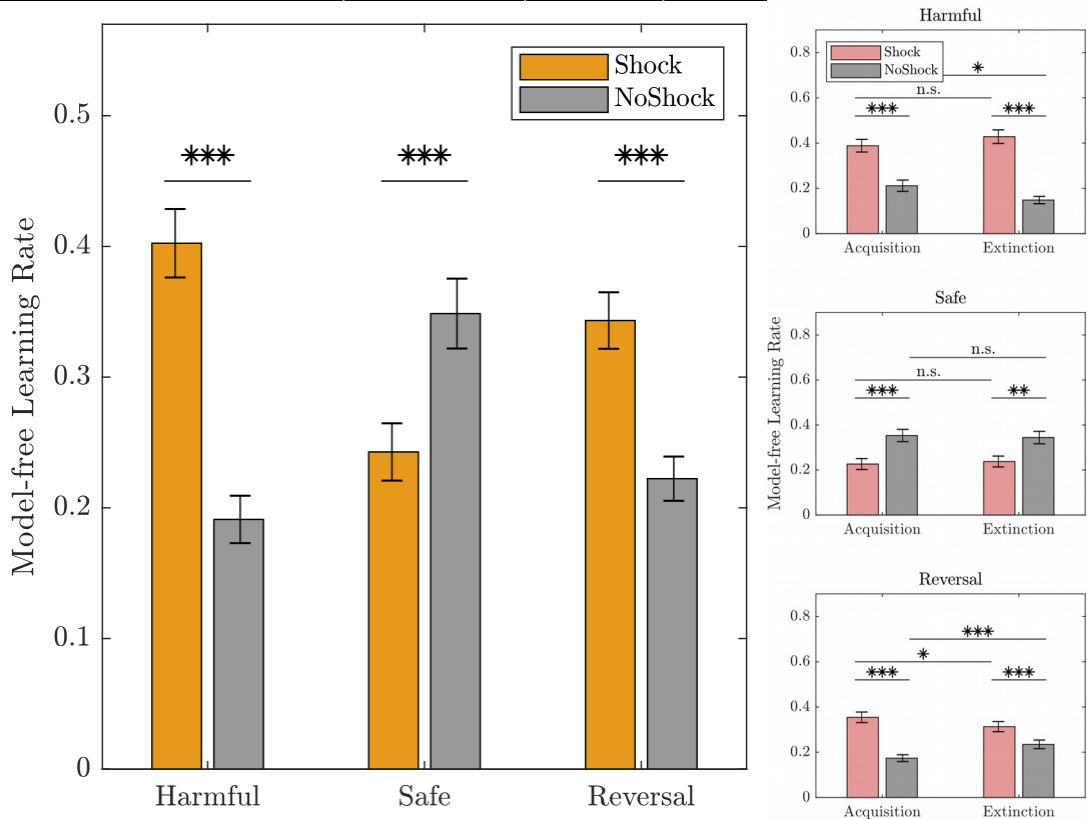 Model-free Learning Rate
0.5
0.4
0.3
0.2
0.1
0
Shock
NoShock
***
***
***
Harmful
Safe
Reversal
Harmful
0.8
0.6
0.4
0.2
0
Shock
NoShock
*
n.s.
***
***
Acquisition
Extinction
Safe
Model-free Learning Rate
0.8
0.6
0.4
0.2
0
n.s.
n.s.
***
**
Acquisition
Extinction
Reversal
0.8
0.6
0.4
0.2
0
***
*
***
***
Acquisition
Extinction